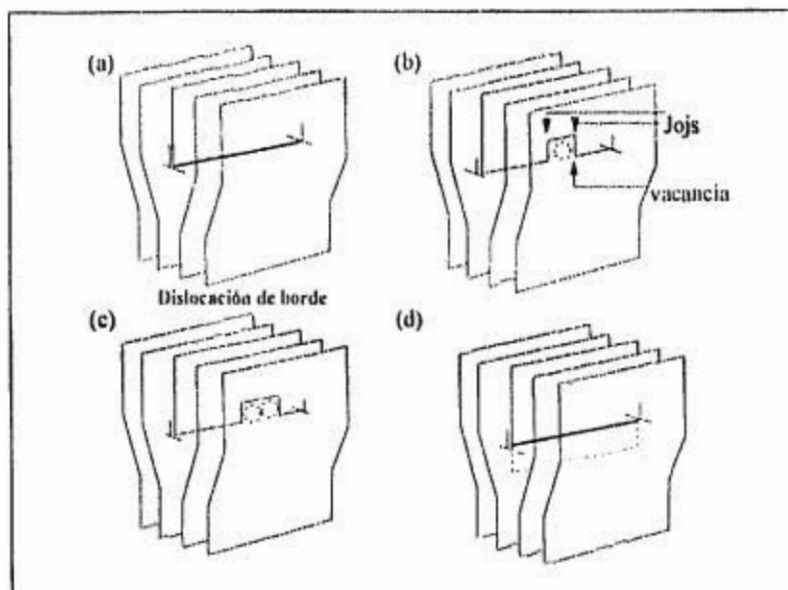 (a)
(b)
Jojs
vacancia
Dislocación de borde
(c)
(d)